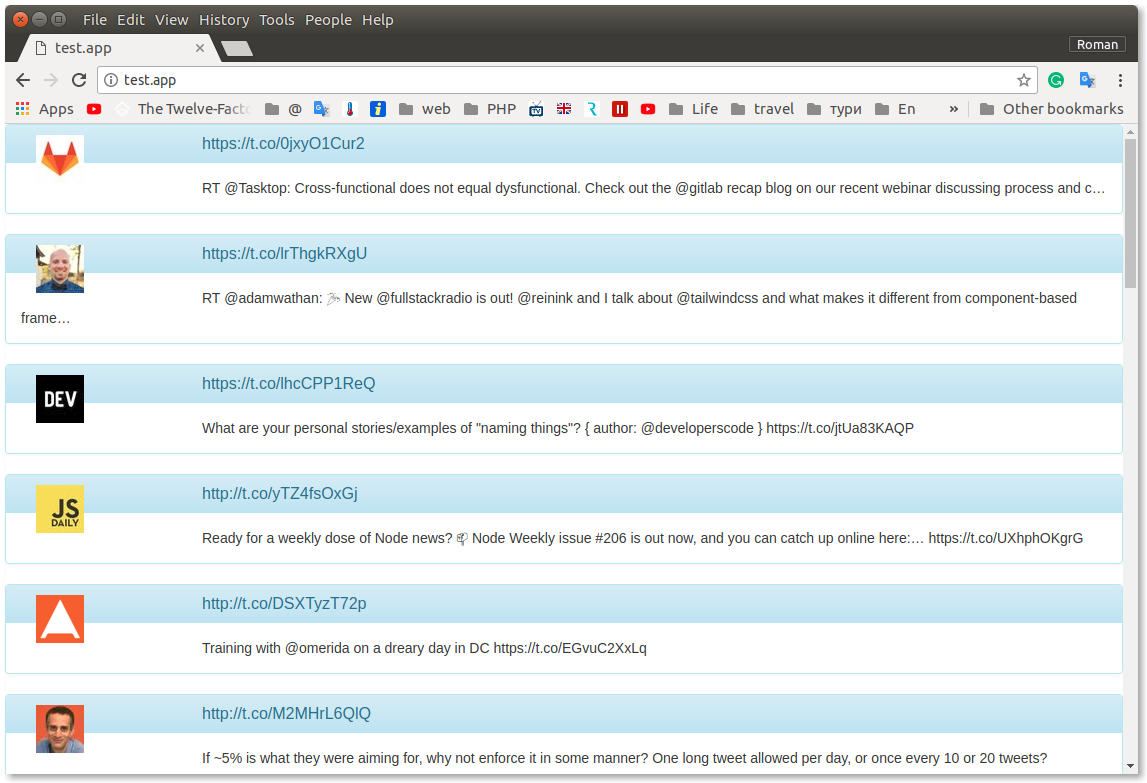 File Edit View History Tools People Help
test.app
Roman
test.app
Apps The Twelve-Facto @ web PHP Life travel тури En » Other bookmarks
https://t.co/0jxyO1Cur2
RT @Tasktop: Cross-functional does not equal dysfunctional. Check out the @gitlab recap blog on our recent webinar discussing process and c…
https://t.co/lrThgkRXgU
RT @adamwathan: New @fullstackradio is out! @reinink and I talk about @tailwindcss and what makes it different from component-based
frame…
DEV
https://t.co/lhcCPP1ReQ
What are your personal stories/examples of "naming things"? { author: @developerscode } https://t.co/jtUa83KAQP
JS
DAILY
http://t.co/yTZ4fsOxGj
Ready for a weekly dose of Node news? Node Weekly issue #206 is out now, and you can catch up online here:… https://t.co/UXhphOKgrG
http://t.co/DSXTyzT72p
Training with @omerida on a dreary day in DC https://t.co/EGvuC2XxLq
http://t.co/M2MHrL6QlQ
If ~5% is what they were aiming for, why not enforce it in some manner? One long tweet allowed per day, or once every 10 or 20 tweets?